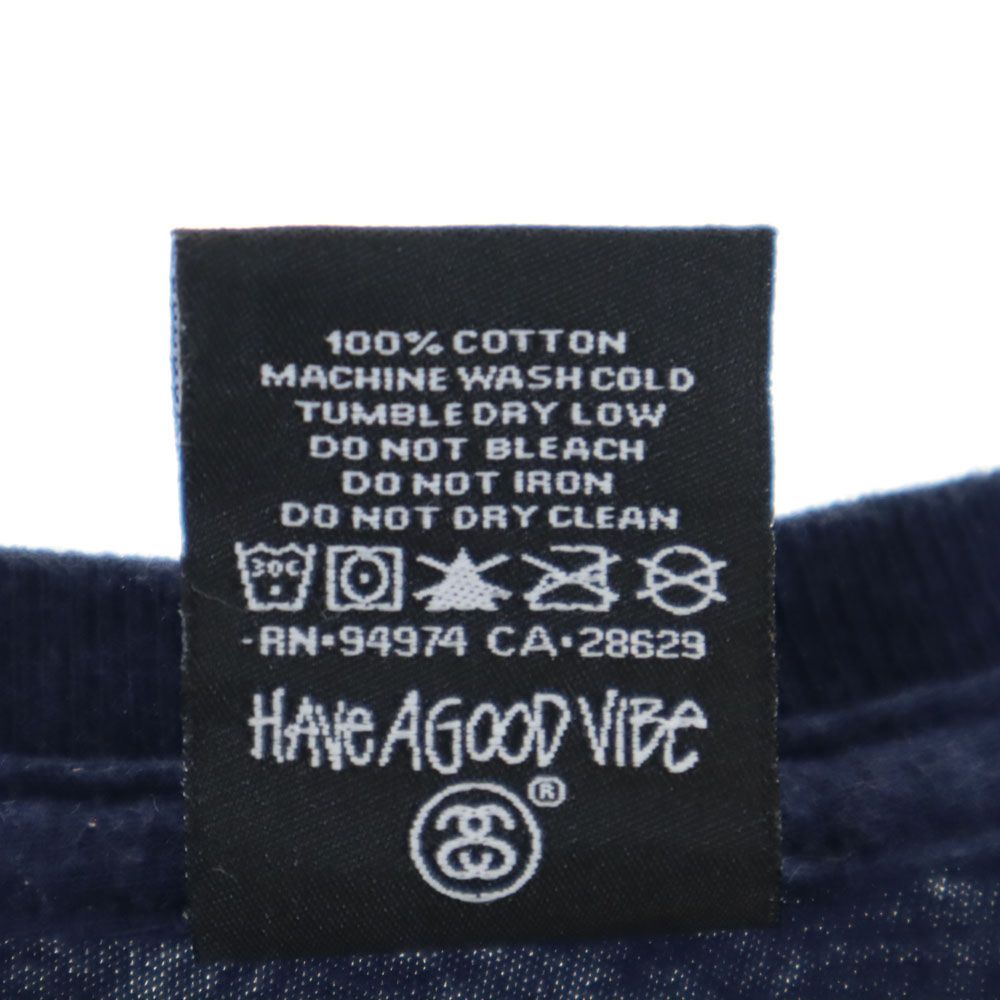 100% COTTON
MACHINE WASH COLD
TUMBLE DRY LOW
DO NOT BLEACH
DO NOT IRON
DO NOT DRY CLEAN
30C
-RN·94974 CA·28629
HAVE A GOOD VIBE
®